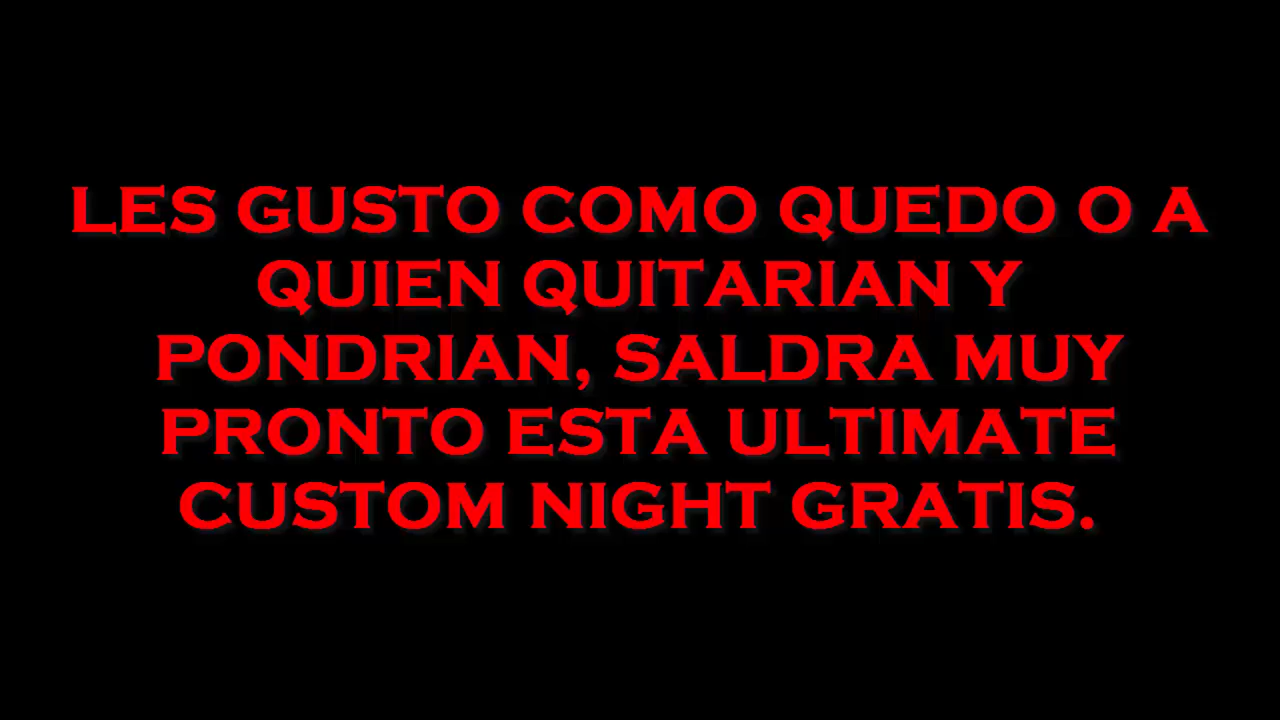 LES GUSTO COMO QUEDO O A
QUIEN QUITARIAN Y
PONDRIAN, SALDRA MUY
PRONTO ESTA ULTIMATE
CUSTOM NIGHT GRATIS.